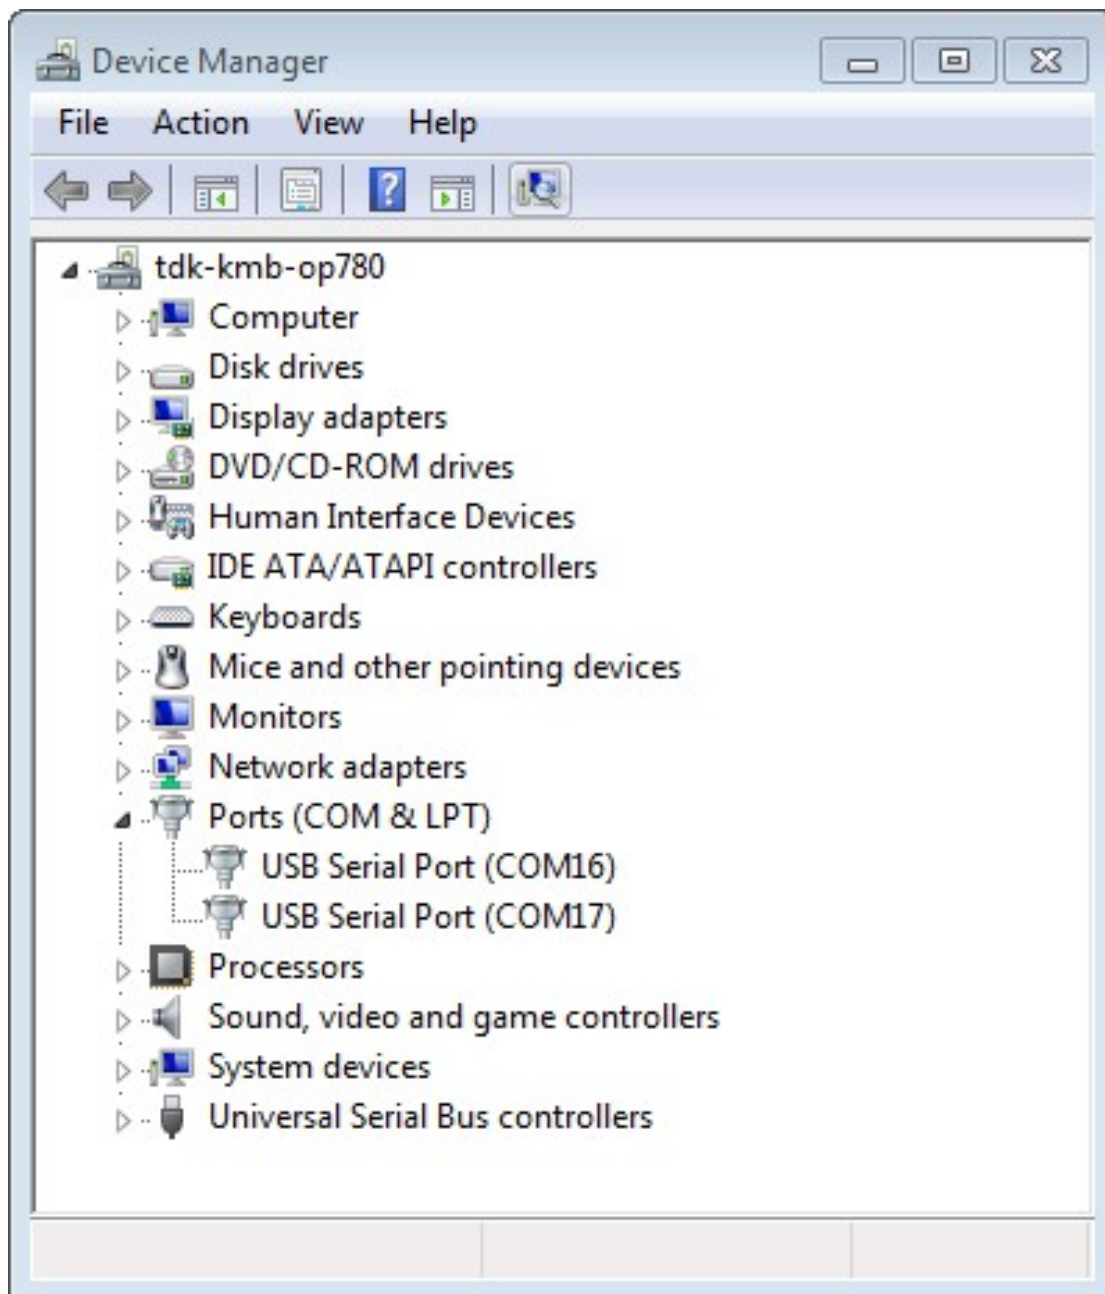 Device Manager
File Action View Help
tdk-kmb-op780
Computer
Disk drives
Display adapters
DVD/CD-ROM drives
Human Interface Devices
IDE ATA/ATAPI controllers
Keyboards
Mice and other pointing devices
Monitors
Network adapters
Ports (COM & LPT)
USB Serial Port (COM16)
USB Serial Port (COM17)
Processors
Sound, video and game controllers
System devices
Universal Serial Bus controllers